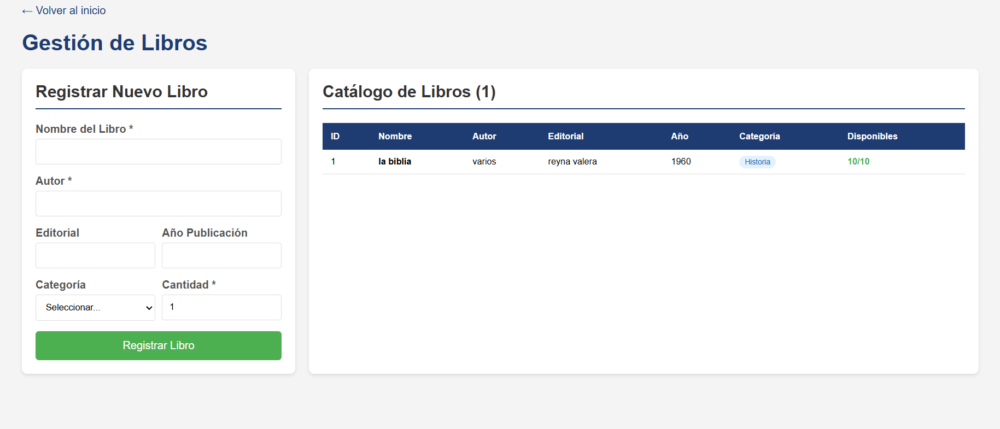 ← Volver al inicio
Gestión de Libros
Registrar Nuevo Libro
Nombre del Libro *
Autor *
Editorial Año Publicación
Categoría Cantidad *
Seleccionar... 1
Registrar Libro
Catálogo de Libros (1)
ID Nombre Autor Editorial Año Categoría Disponibles
1 la biblia varios reyna valera 1960 Historia 10/10